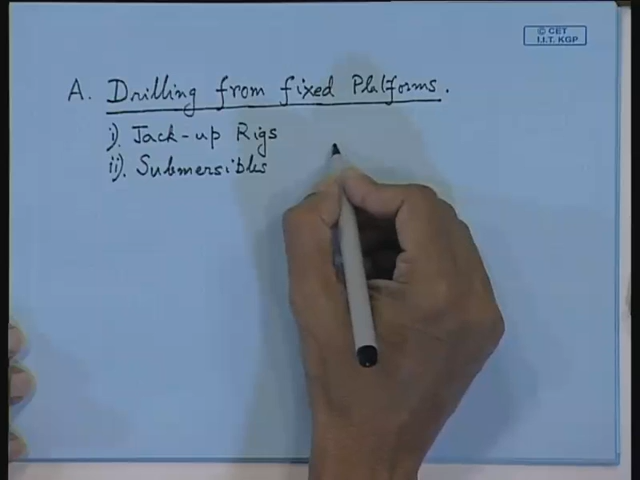 © CET
I.I.T. KGP
A. Drilling from fixed Platforms.
i). Jack-up Rigs
ii). Submersibles